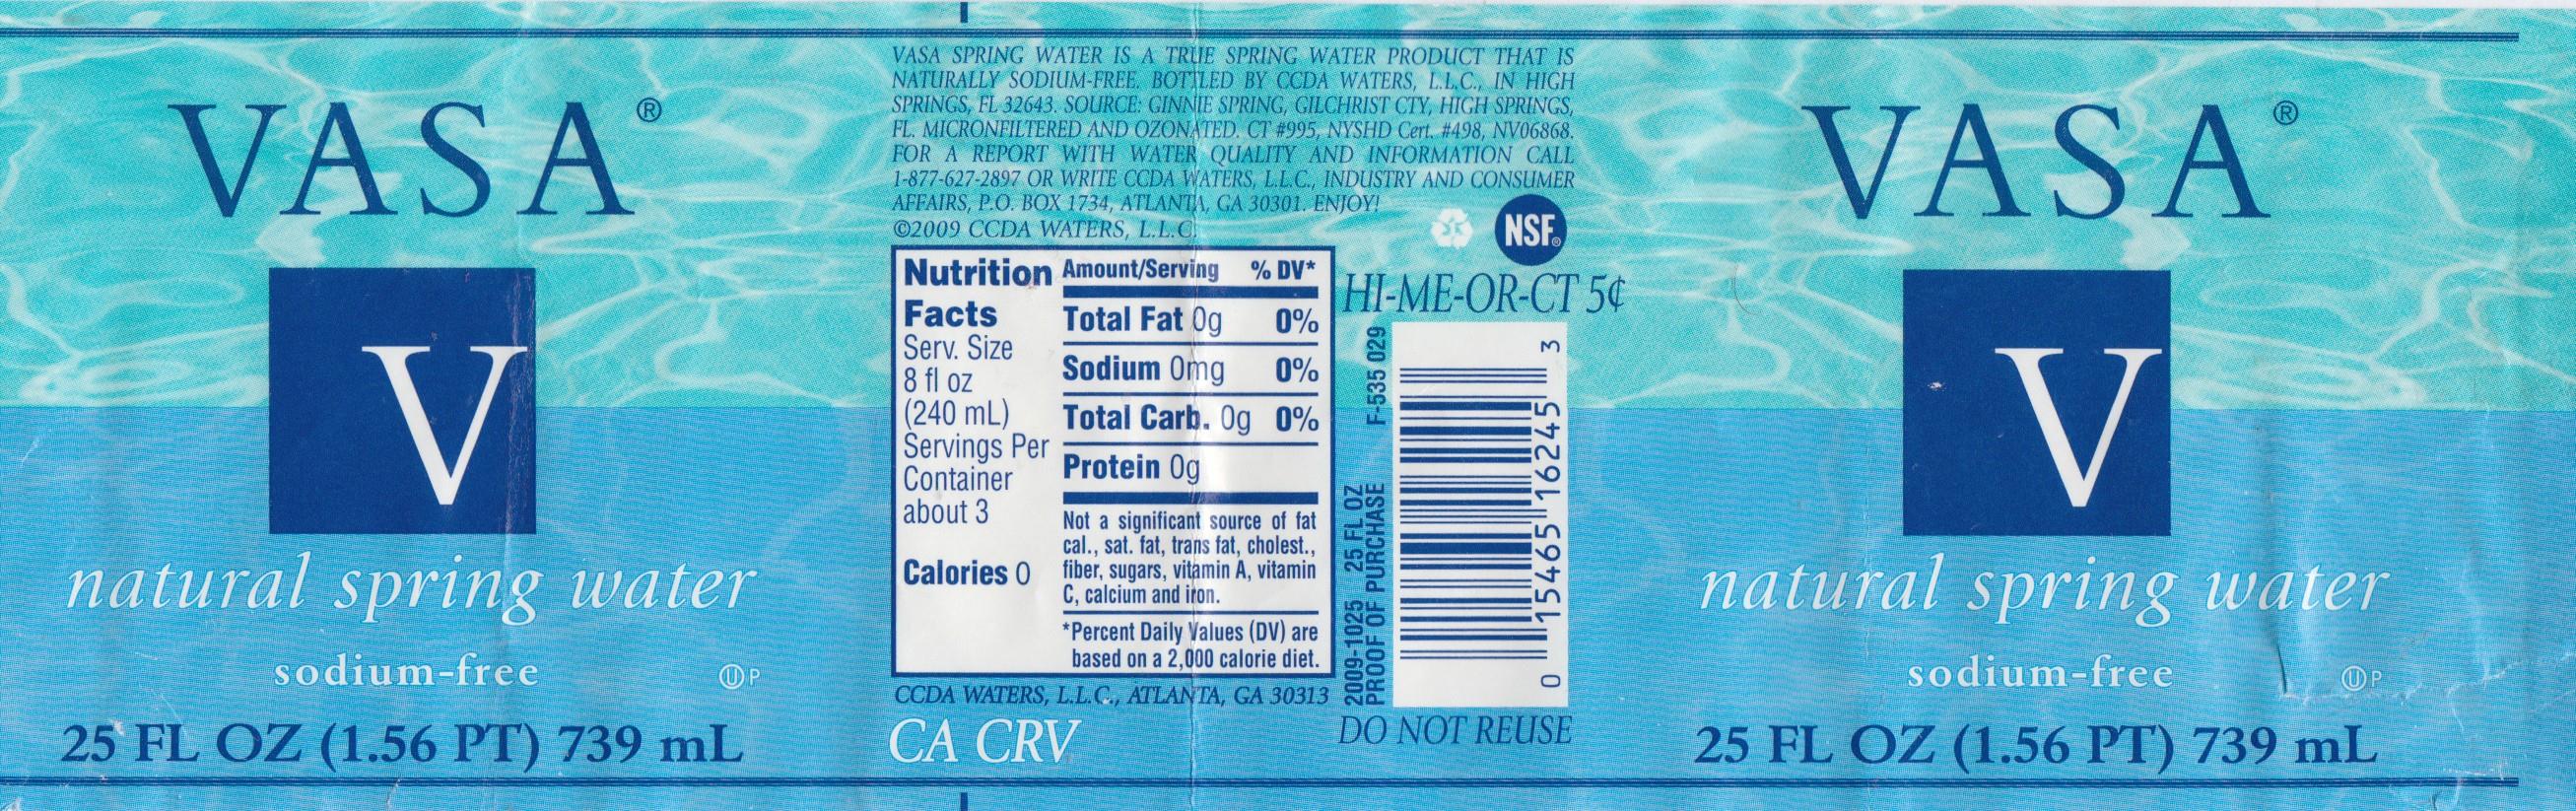 VASA®
V
natural spring water
sodium-free
ⓊP
25 FL OZ (1.56 PT) 739 mL
VASA SPRING WATER IS A TRUE SPRING WATER PRODUCT THAT IS
NATURALLY SODIUM-FREE. BOTTLED BY CCDA WATERS, L.L.C., IN HIGH
SPRINGS, FL 32643. SOURCE: GINNIE SPRING, GILCHRIST CTY, HIGH SPRINGS,
FL. MICRONFILTERED AND OZONATED. CT #995, NYSHD Cert. #498, NV06868.
FOR A REPORT WITH WATER QUALITY AND INFORMATION CALL
1-877-627-2897 OR WRITE CCDA WATERS, L.L.C., INDUSTRY AND CONSUMER
AFFAIRS, P.O. BOX 1734, ATLANTA, GA 30301. ENJOY!
©2009 CCDA WATERS, L.L.C.
NSF®
Nutrition
Facts
Serv. Size
8 fl oz
(240 mL)
Servings Per
Container
about 3
Calories 0
Amount/Serving % DV*
Total Fat 0g 0%
Sodium 0mg 0%
Total Carb. 0g 0%
Protein 0g
Not a significant source of fat
cal., sat. fat, trans fat, cholest.,
fiber, sugars, vitamin A, vitamin
C, calcium and iron.
*Percent Daily Values (DV) are
based on a 2,000 calorie diet.
CCDA WATERS, L.L.C., ATLANTA, GA 30313
CA CRV
HI-ME-OR-CT 5¢
2009-1025 25 FL OZ F-535 029
PROOF OF PURCHASE
0 15465 16245 3
DO NOT REUSE
VASA®
V
natural spring water
sodium-free
ⓊP
25 FL OZ (1.56 PT) 739 mL